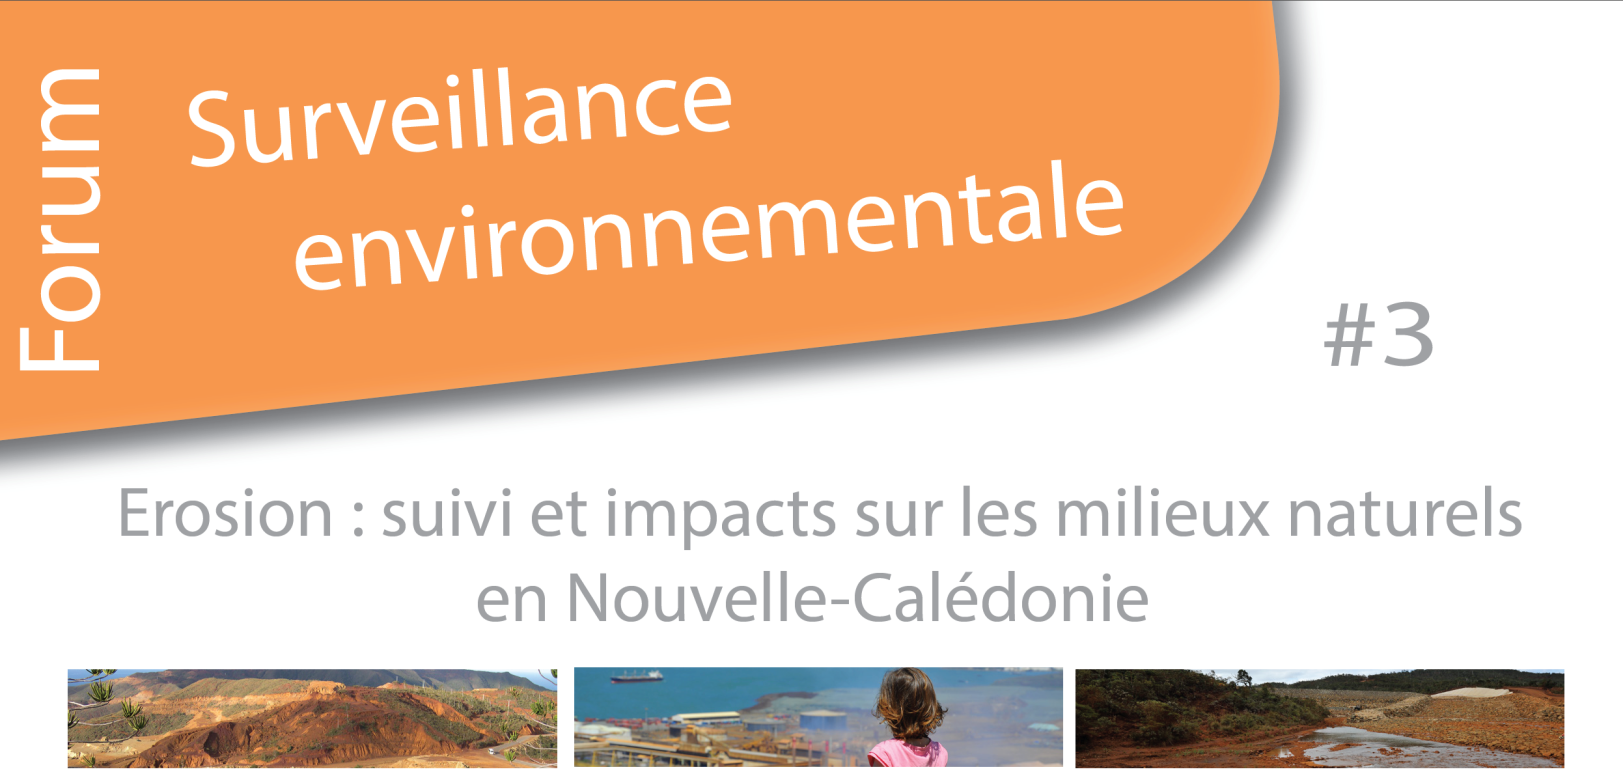 Forum
Surveillance
environnementale
#3
Erosion : suivi et impacts sur les milieux naturels
en Nouvelle-Calédonie